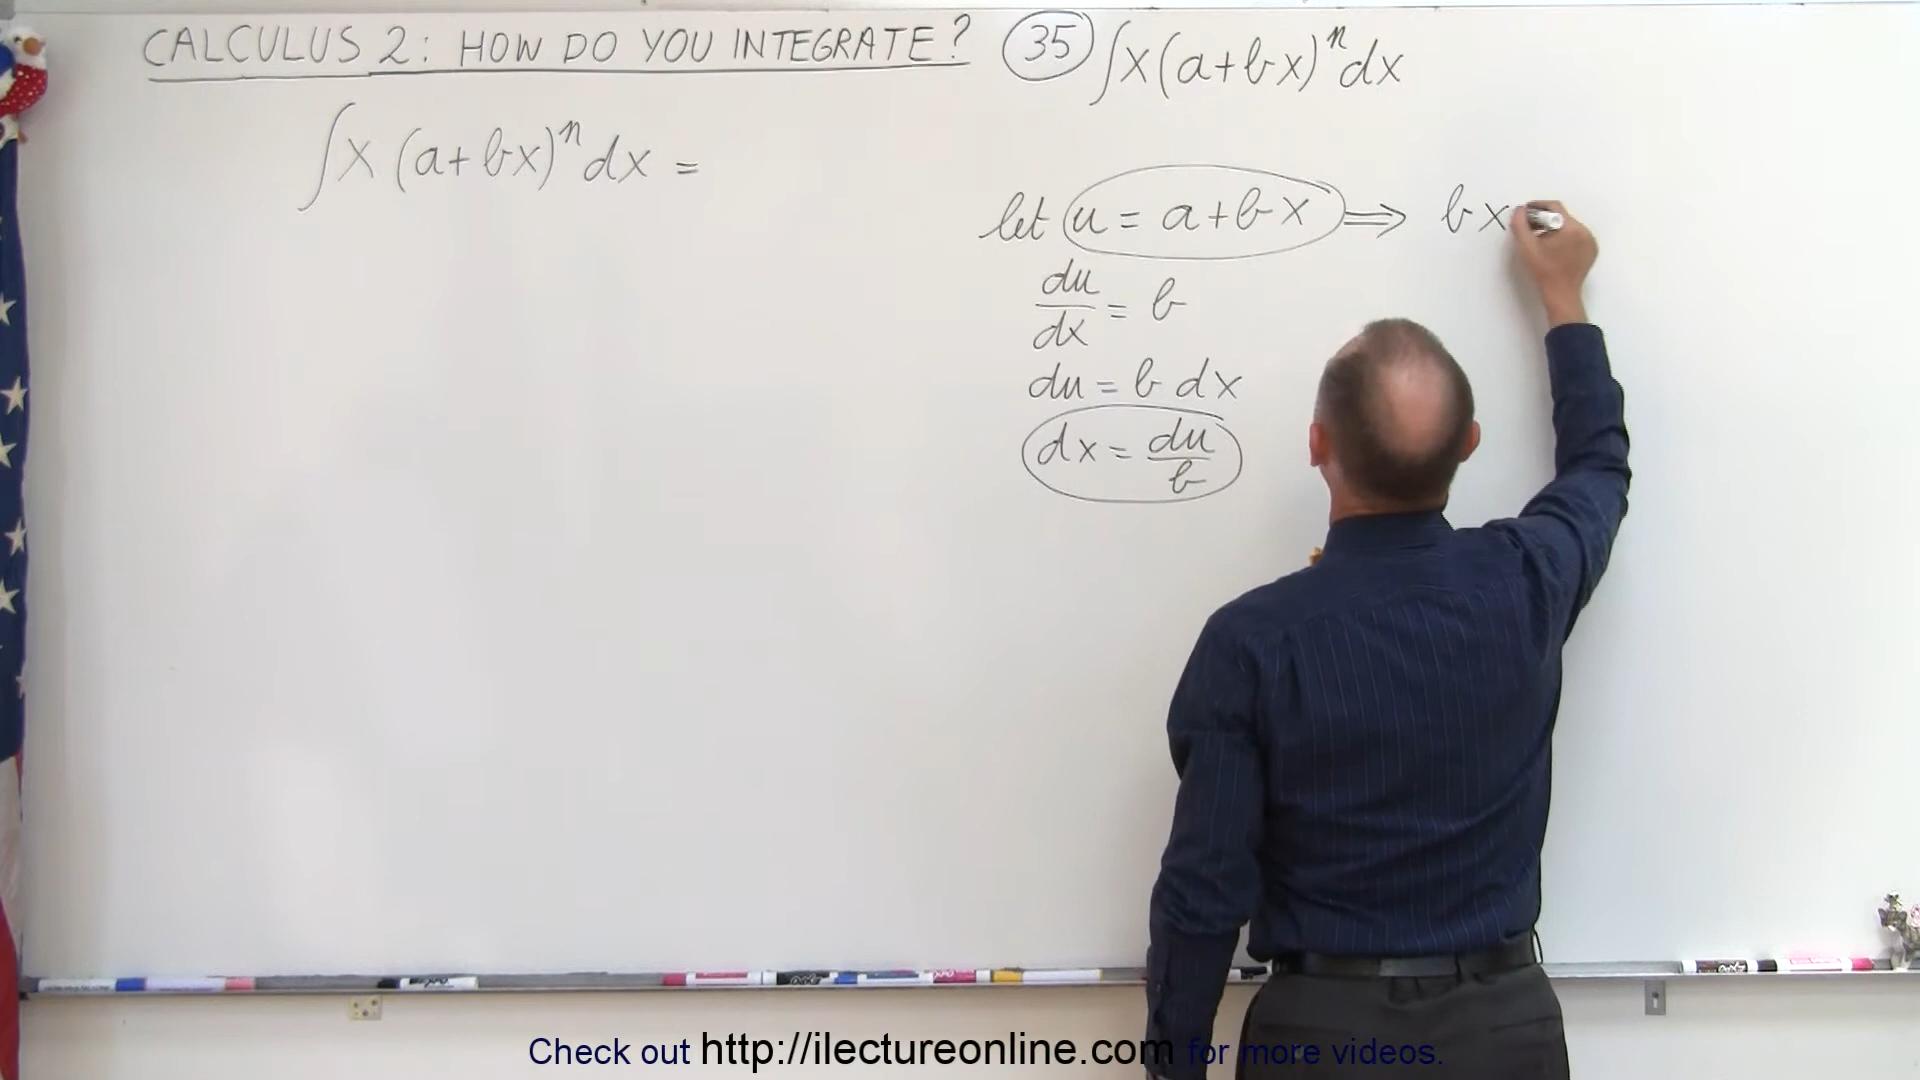 CALCULUS 2: HOW DO YOU INTEGRATE? 35 ∫x(a+bx)ⁿdx
∫x (a+bx)ⁿ dx =
let u = a+bx ⟹ bx
du/dx = b
du = b dx
dx = du/b
Check out http://ilectureonline.com for more videos.